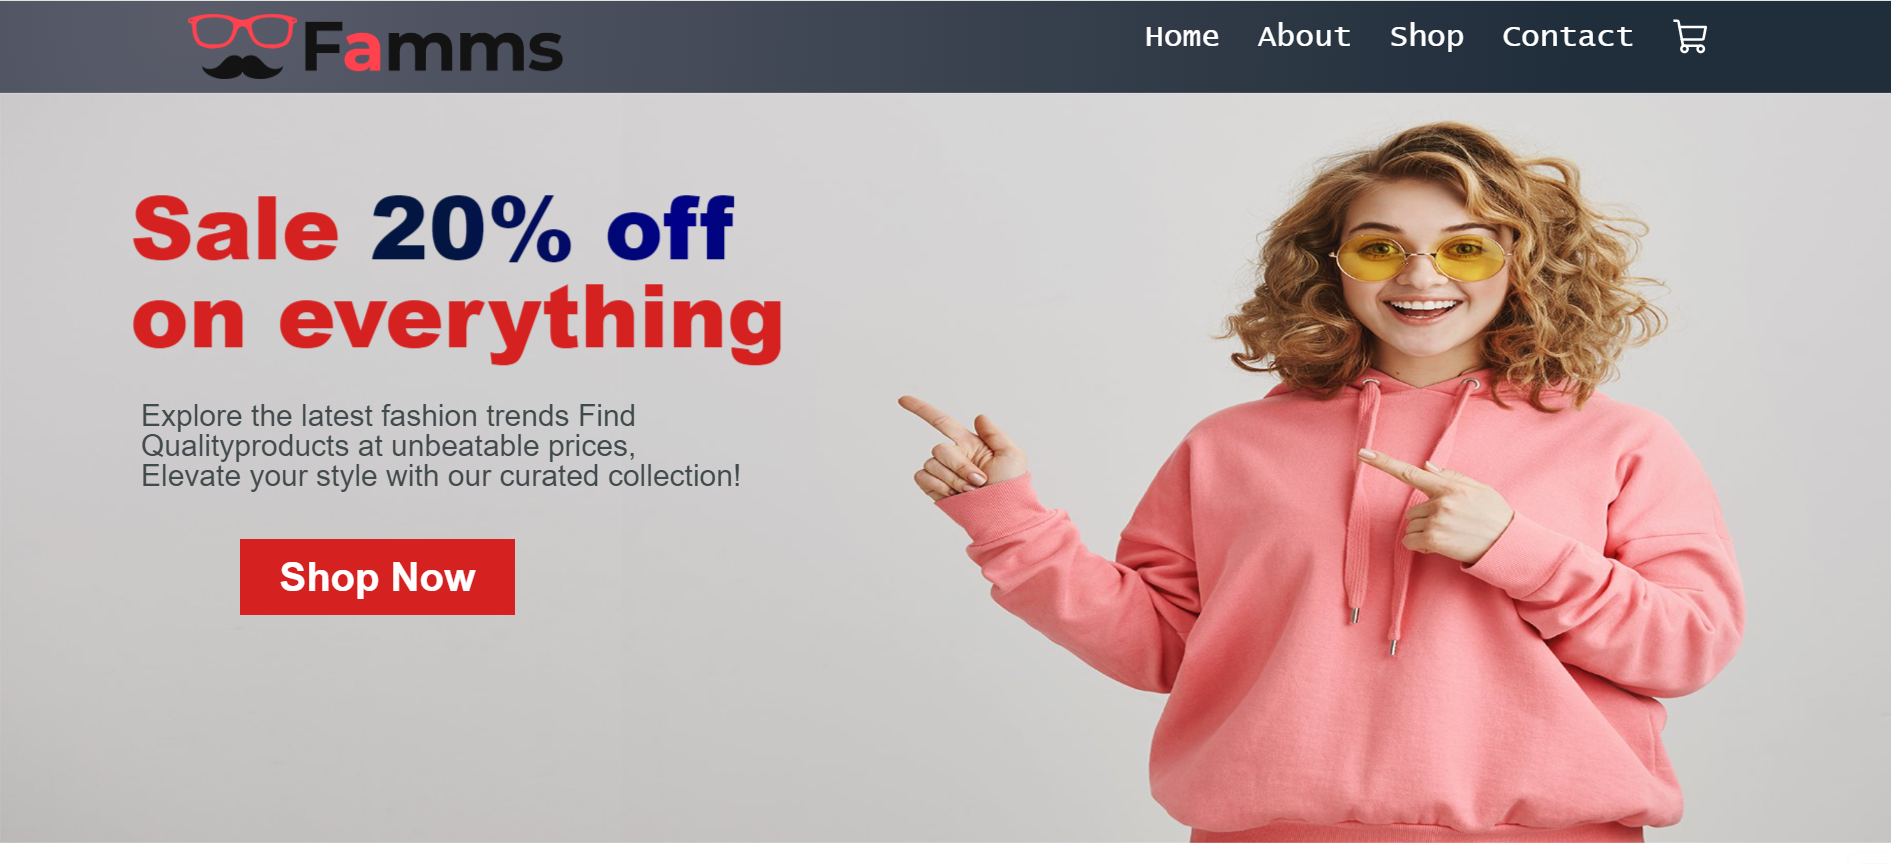 Famms
Home About Shop Contact
Sale 20% off
on everything
Explore the latest fashion trends Find
Qualityproducts at unbeatable prices,
Elevate your style with our curated collection!
Shop Now